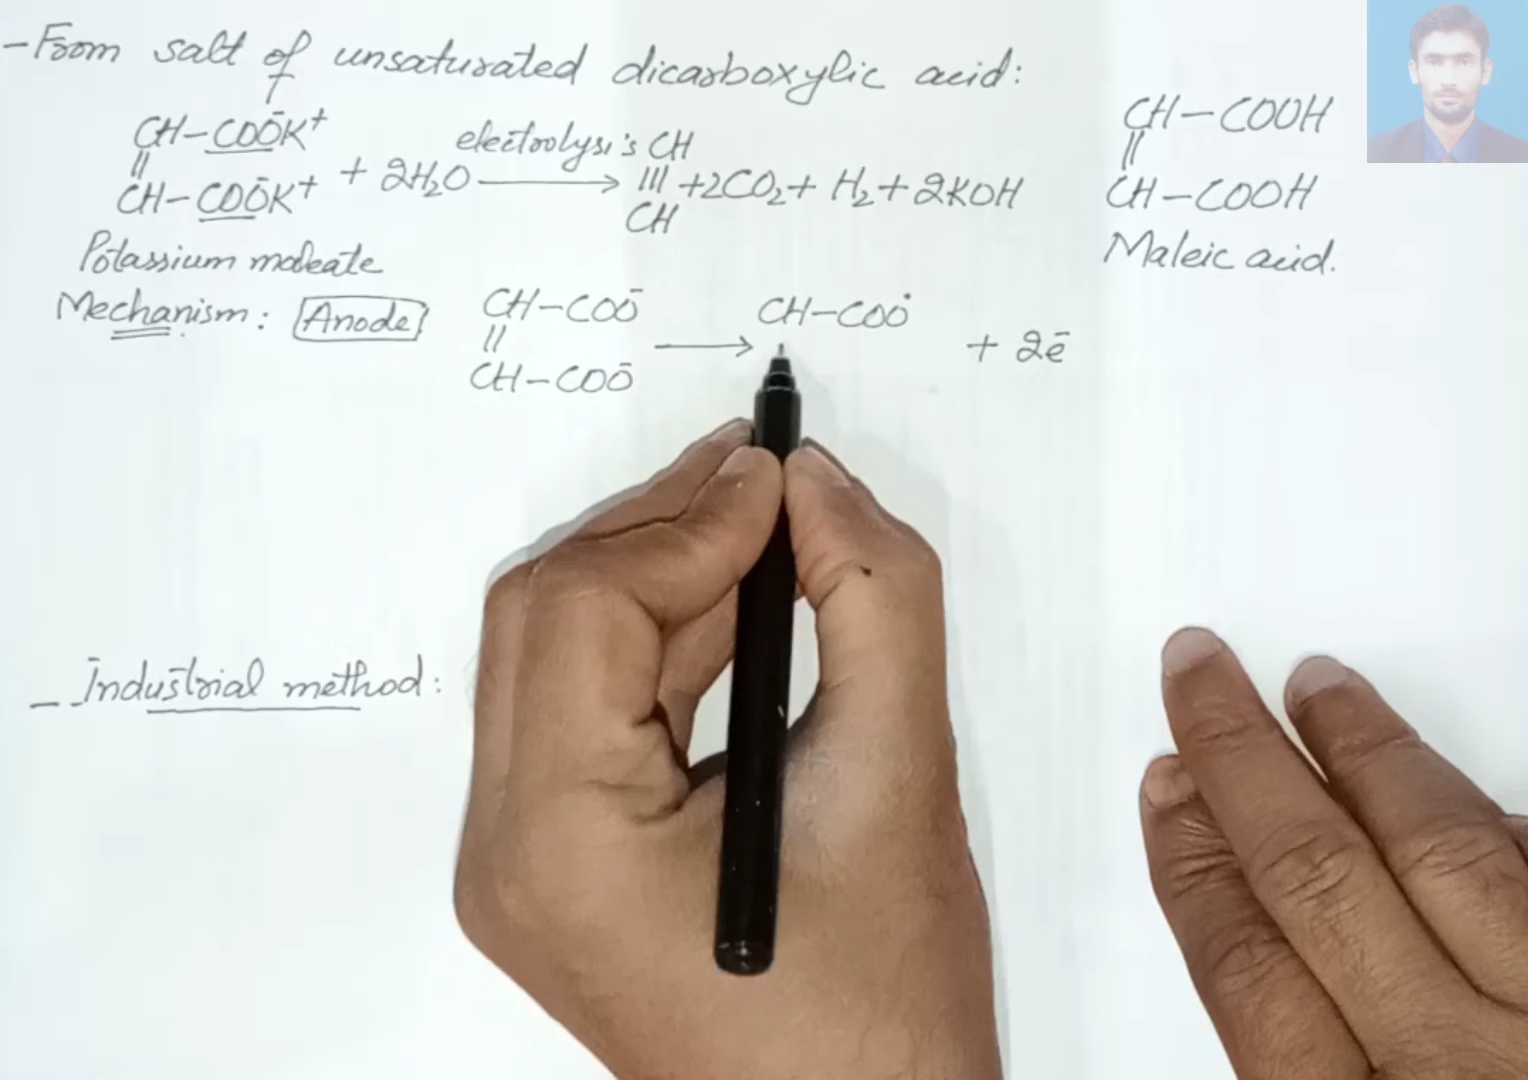 - From salt of unsaturated dicarboxylic acid:
CH-COO⁻K⁺
||
CH-COO⁻K⁺ + 2H₂O electrolysis → CH ||| CH + 2CO₂ + H₂ + 2KOH
Potassium maleate
CH-COOH
||
CH-COOH
Maleic acid.
Mechanism: Anode
CH-COO⁻
||
CH-COO⁻
→
CH-COO• + 2e⁻
- Industrial method: